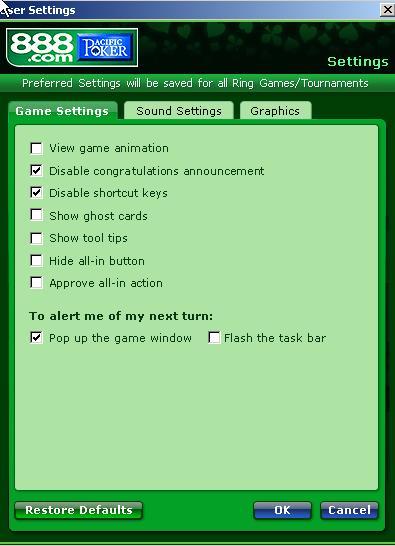 ser Settings
888
.com
PACIFIC
POKER
Settings
Preferred Settings will be saved for all Ring Games/Tournaments
Game Settings Sound Settings Graphics
View game animation
Disable congratulations announcement
Disable shortcut keys
Show ghost cards
Show tool tips
Hide all-in button
Approve all-in action
To alert me of my next turn:
Pop up the game window Flash the task bar
Restore Defaults OK Cancel